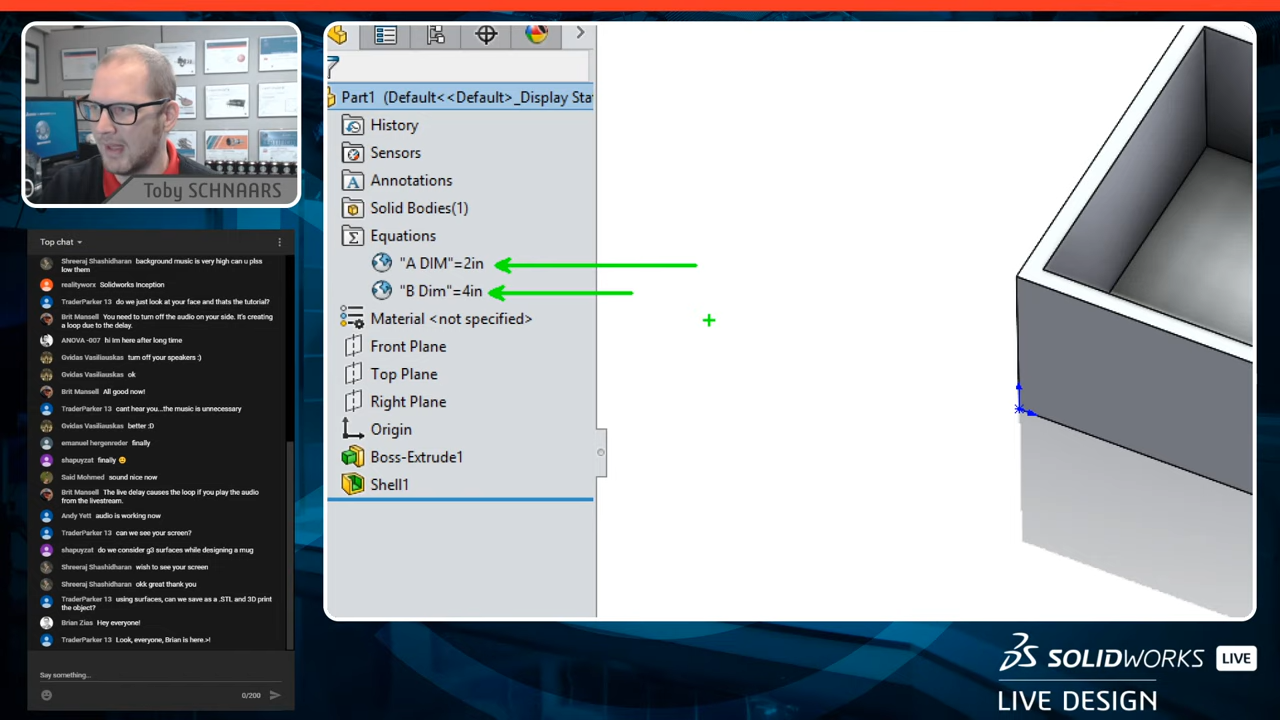 Toby SCHNAARS
Top chat
Shreeraj Shashidharan background music is very high can u plss
low them
realityworx Solidworks Inception
TraderParker 13 do we just look at your face and thats the tutorial?
Brit Mansell You need to turn off the audio on your side. It's creating
a loop due to the delay.
ANOVA -007 hi Im here after long time
Gvidas Vasiliauskas turn off your speakers :)
Gvidas Vasiliauskas ok
Brit Mansell All good now!
TraderParker 13 cant hear you...the music is unnecessary
Gvidas Vasiliauskas better :D
emanuel hergenreder finally
shapuyzat finally
Said Mohmed sound nice now
Brit Mansell The live delay causes the loop if you play the audio
from the livestream.
Andy Yett audio is working now
TraderParker 13 can we see your screen?
shapuyzat do we consider g3 surfaces while designing a mug
Shreeraj Shashidharan wish to see your screen
Shreeraj Shashidharan okk great thank you
TraderParker 13 using surfaces, can we save as a .STL and 3D print
the object?
Brian Zias Hey everyone!
TraderParker 13 Look, everyone, Brian is here.>!
Say something...
0/200
Part1 (Default<<Default>_Display Sta
History
Sensors
Annotations
Solid Bodies(1)
Equations
"A DIM"=2in
"B Dim"=4in
Material <not specified>
Front Plane
Top Plane
Right Plane
Origin
Boss-Extrude1
Shell1
SOLIDWORKS LIVE
LIVE DESIGN